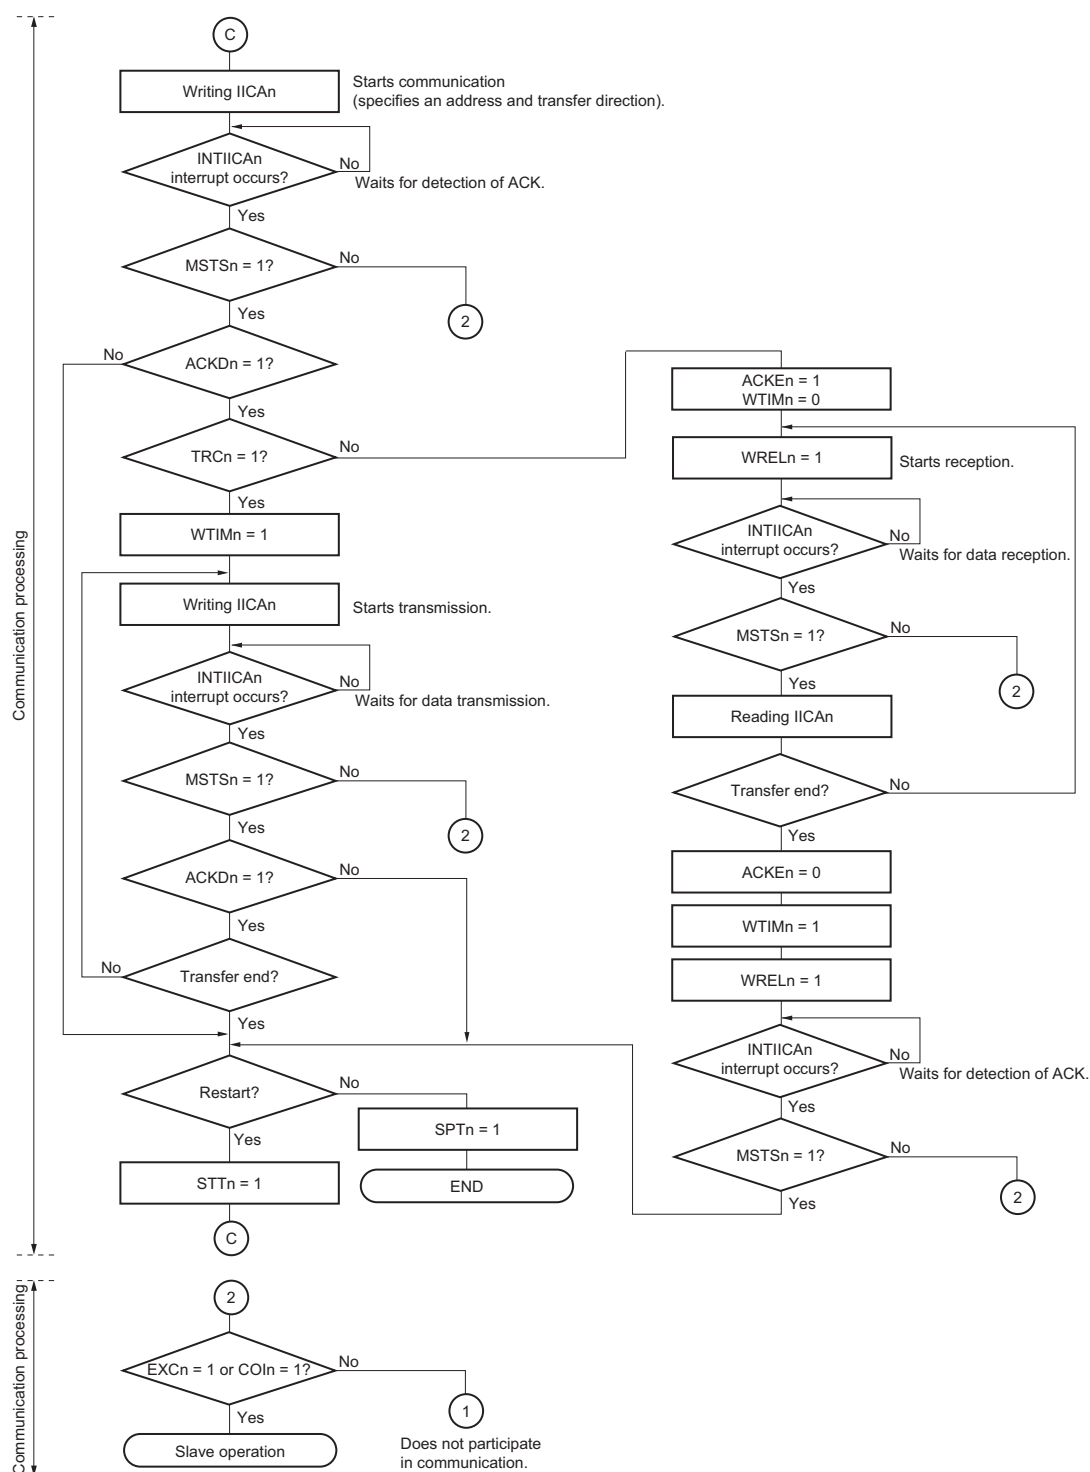 Communication processing
C
Writing IICAn
Starts communication
(specifies an address and transfer direction).
INTIICAn
interrupt occurs?
No
Waits for detection of ACK.
Yes
MSTSn = 1?
No
2
Yes
ACKDn = 1?
No
Yes
TRCn = 1?
No
Yes
WTIMn = 1
Writing IICAn
Starts transmission.
INTIICAn
interrupt occurs?
No
Waits for data transmission.
Yes
MSTSn = 1?
No
2
Yes
ACKDn = 1?
No
Yes
Transfer end?
No
Yes
Restart?
No
SPTn = 1
END
Yes
STTn = 1
C
ACKEn = 1
WTIMn = 0
WRELn = 1
Starts reception.
INTIICAn
interrupt occurs?
No
Waits for data reception.
Yes
MSTSn = 1?
No
2
Yes
Reading IICAn
Transfer end?
No
Yes
ACKEn = 0
WTIMn = 1
WRELn = 1
INTIICAn
interrupt occurs?
No
Waits for detection of ACK.
Yes
MSTSn = 1?
No
2
Yes
Communication processing
2
EXCn = 1 or COIn = 1?
No
1
Does not participate
in communication.
Yes
Slave operation